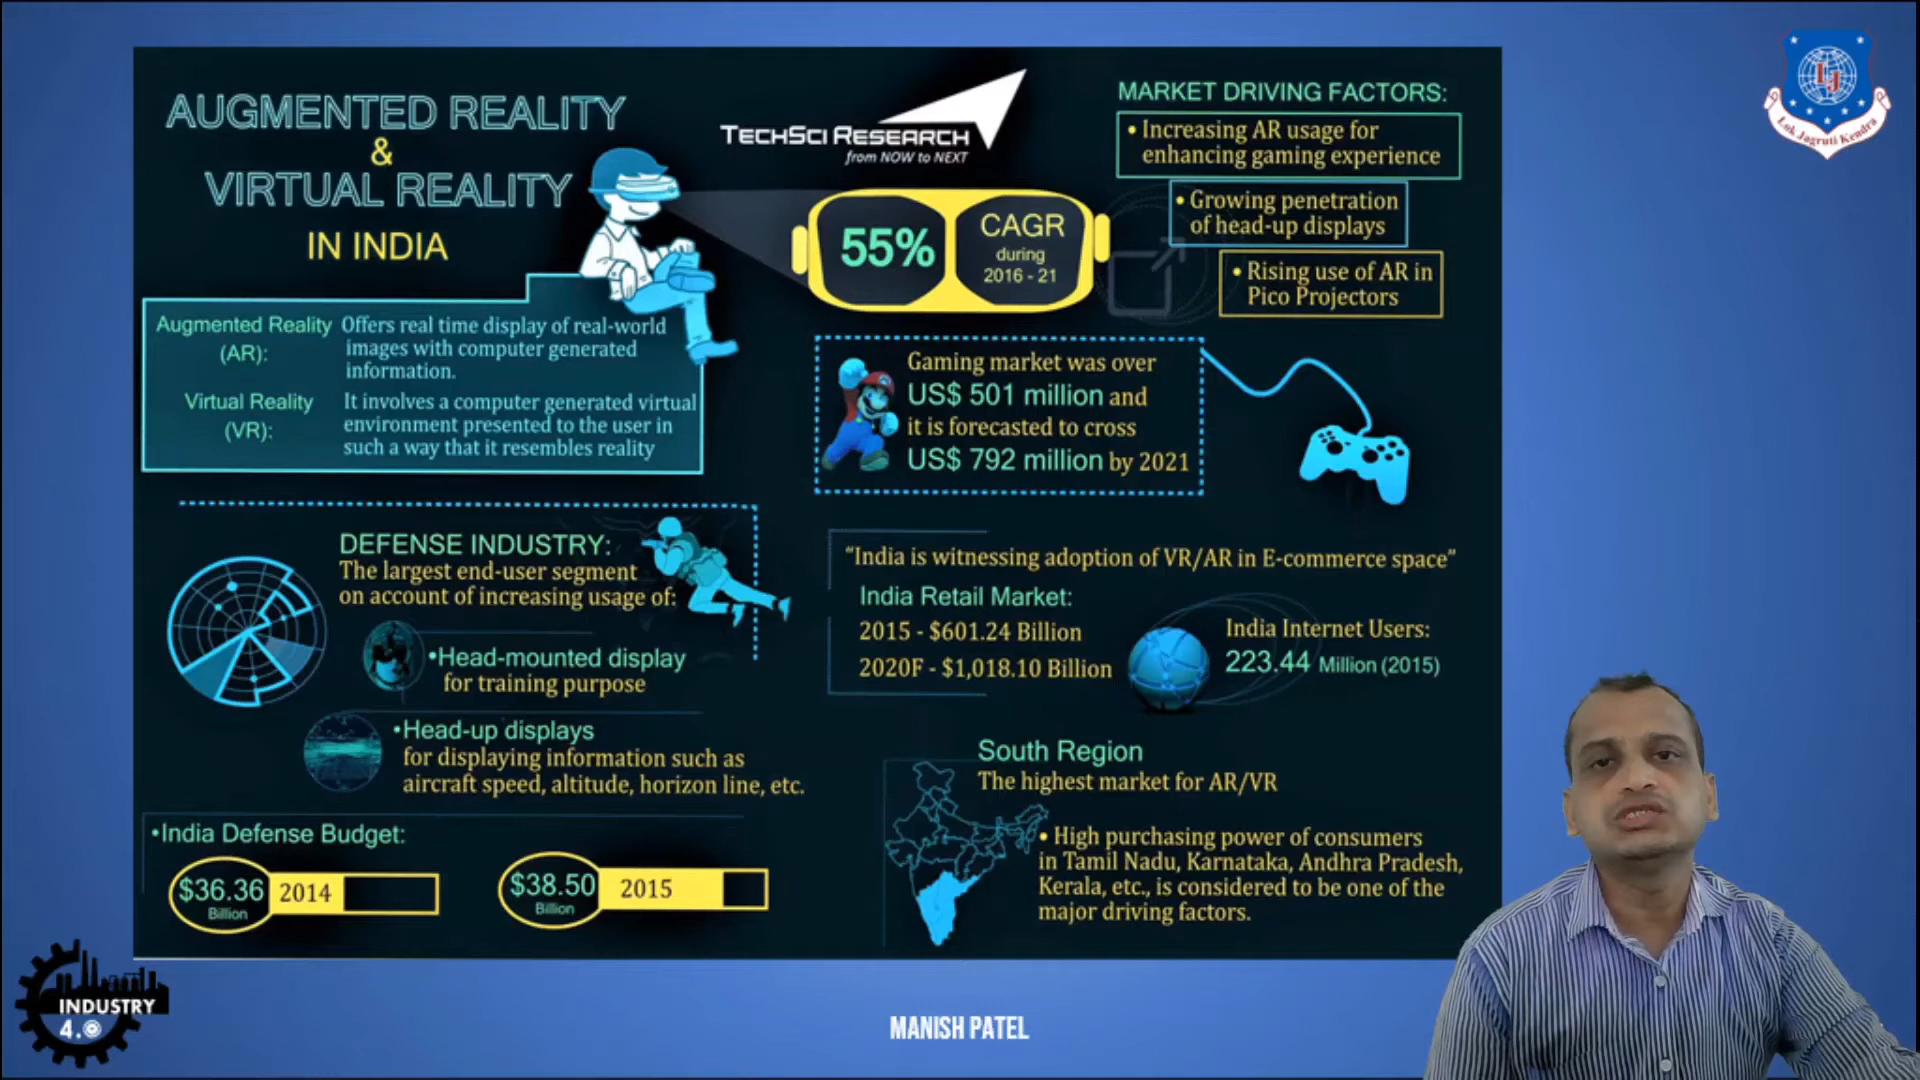 AUGMENTED REALITY
&
VIRTUAL REALITY
IN INDIA
TechSci Research
from NOW to NEXT
55%
CAGR
during
2016 - 21
MARKET DRIVING FACTORS:
• Increasing AR usage for
enhancing gaming experience
• Growing penetration
of head-up displays
• Rising use of AR in
Pico Projectors
LJ
Lok Jagruti Kendra
Augmented Reality
(AR):
Offers real time display of real-world
images with computer generated
information.
Virtual Reality
(VR):
It involves a computer generated virtual
environment presented to the user in
such a way that it resembles reality
Gaming market was over
US$ 501 million and
it is forecasted to cross
US$ 792 million by 2021
DEFENSE INDUSTRY:
The largest end-user segment
on account of increasing usage of:
•Head-mounted display
for training purpose
•Head-up displays
for displaying information such as
aircraft speed, altitude, horizon line, etc.
•India Defense Budget:
$36.36
Billion
2014
$38.50
Billion
2015
“India is witnessing adoption of VR/AR in E-commerce space”
India Retail Market:
2015 - $601.24 Billion
2020F - $1,018.10 Billion
India Internet Users:
223.44 Million (2015)
South Region
The highest market for AR/VR
• High purchasing power of consumers
in Tamil Nadu, Karnataka, Andhra Pradesh,
Kerala, etc., is considered to be one of the
major driving factors.
INDUSTRY
4.0
MANISH PATEL